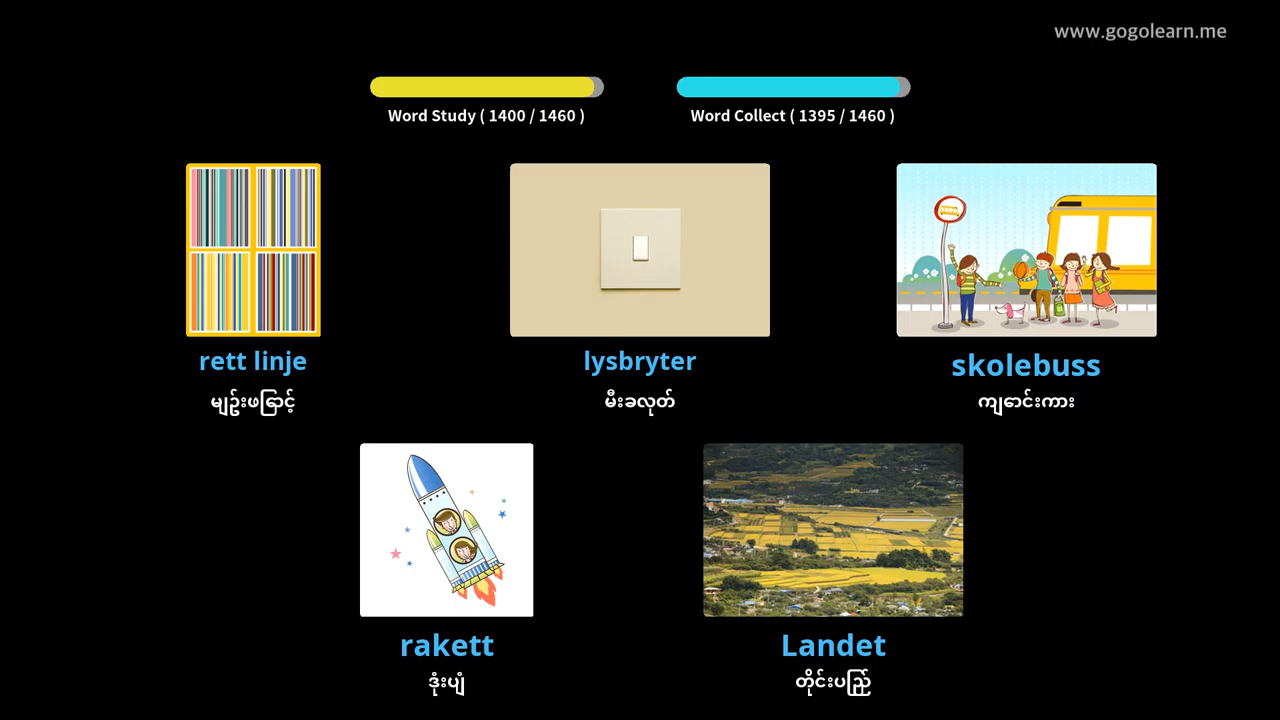 www.gogolearn.me
Word Study ( 1400 / 1460 )
Word Collect ( 1395 / 1460 )
rett linje
lysbryter
skolebuss
မျဥ်းဖြောင့်
မီးခလုတ်
ကျောင်းကား
rakett
Landet
ဒုံးပျံ
တိုင်းပြည်